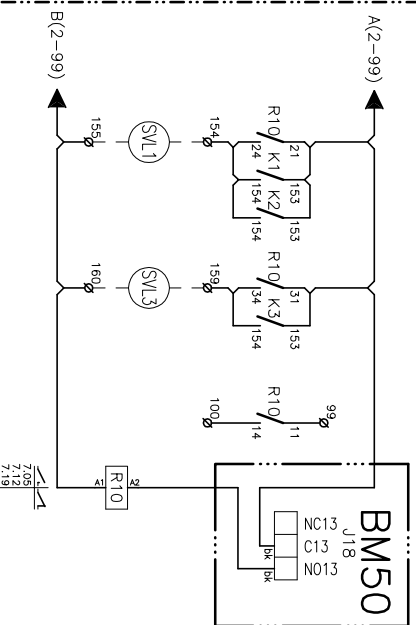 B(2-99)
A(2-99)
155
SVL1
154
R10
24
21
K1
154
153
K2
154
153
160
SVL3
159
R10
34
31
K3
154
153
100
R10
14
11
99
7.05
7.12
7.19
A1
R10
A2
BM50
J18
NC13
C13
NO13
bk
bk